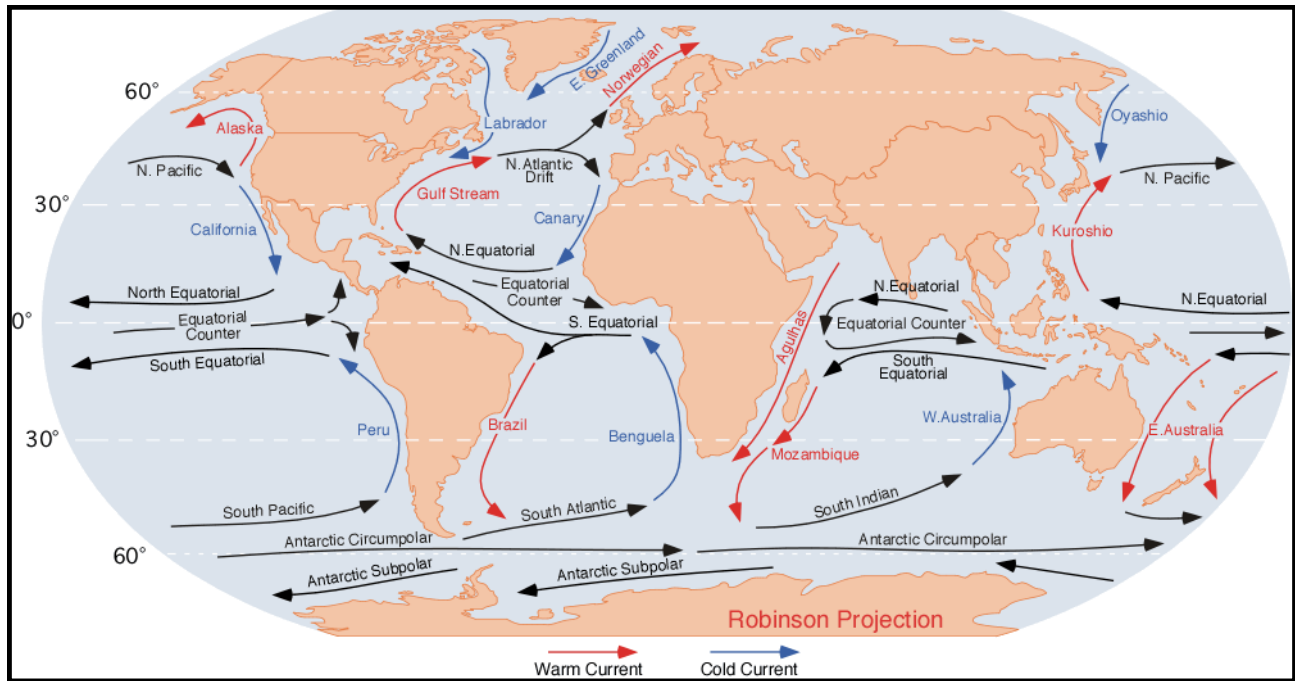 E. Greenland
Norwegian
60°
Labrador
Alaska
Oyashio
N. Pacific
N. Atlantic
Drift
N. Pacific
Gulf Stream
30°
Canary
California
Kuroshio
N.Equatorial
Equatorial
Counter
N.Equatorial
North Equatorial
N.Equatorial
0°
Equatorial
Counter
S. Equatorial
Equatorial Counter
Agulhas
South Equatorial
South
Equatorial
30°
Peru
Brazil
Benguela
W.Australia
E.Australia
Mozambique
South Pacific
South Atlantic
South Indian
Antarctic Circumpolar
Antarctic Circumpolar
60°
Antarctic Subpolar
Antarctic Subpolar
Robinson Projection
Warm Current
Cold Current